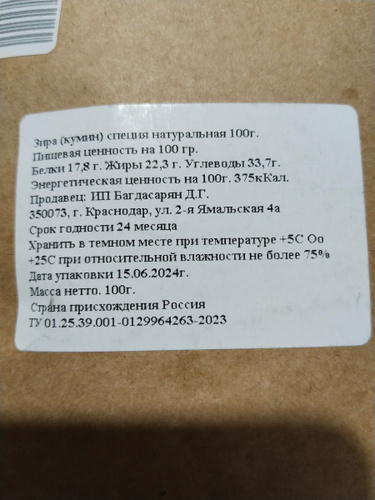 Зира (кумин) специя натуральная 100г.
Пищевая ценность на 100 гр.
Белки 17,8 г. Жиры 22,3 г. Углеводы 33,7г.
Энергетическая ценность на 100г. 375кКал.
Продавец: ИП Багдасарян Д.Г.
350073, г. Краснодар, ул. 2-я Ямальская 4а
Срок годности 24 месяца
Хранить в темном месте при температуре +5С Оо
+25С при относительной влажности не более 75%
Дата упаковки 15.06.2024г.
Масса нетто. 100г.
Страна присхождения Россия
ТУ 01.25.39.001-0129964263-2023